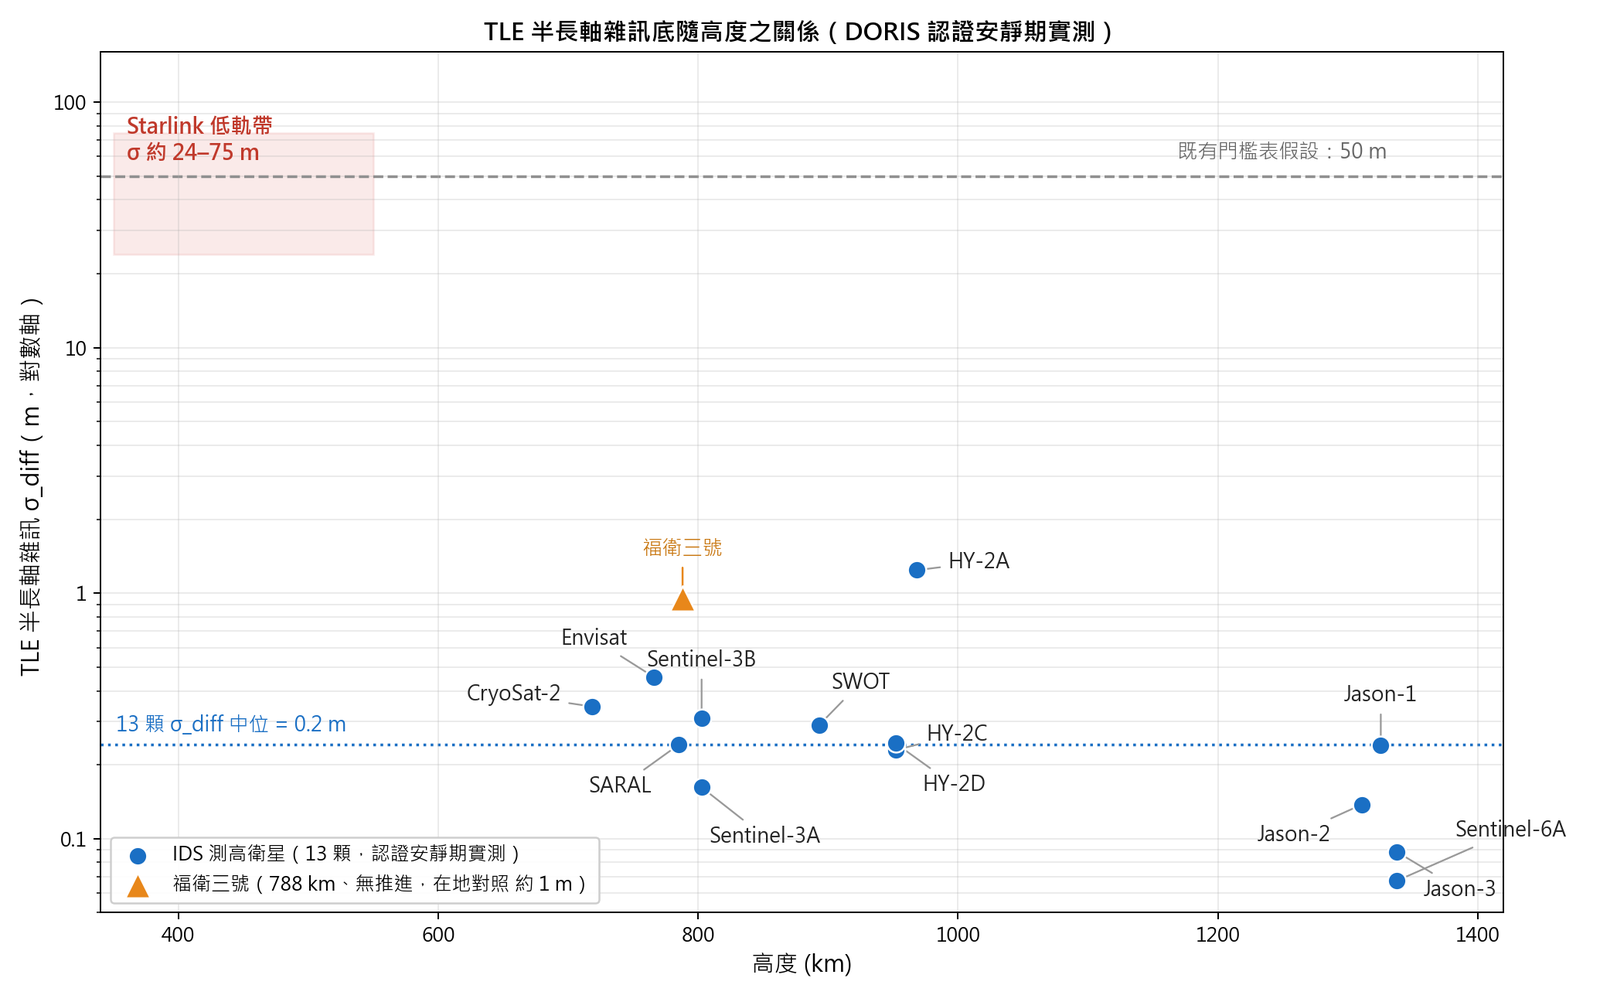 TLE 半長軸雜訊底隨高度之關係（DORIS 認證安靜期實測）
100
Starlink 低軌帶
σ 約 24–75 m
既有門檻表假設：50 m
10
TLE 半長軸雜訊 σ_diff（m，對數軸）
福衛三號
HY-2A
1
Envisat
Sentinel-3B
CryoSat-2
SWOT
Jason-1
13 顆 σ_diff 中位 = 0.2 m
HY-2C
SARAL
HY-2D
Sentinel-3A
Jason-2
Sentinel-6A
0.1
Jason-3
IDS 測高衛星（13 顆，認證安靜期實測）
福衛三號（788 km、無推進，在地對照 約 1 m）
400
600
800
1000
1200
1400
高度 (km)